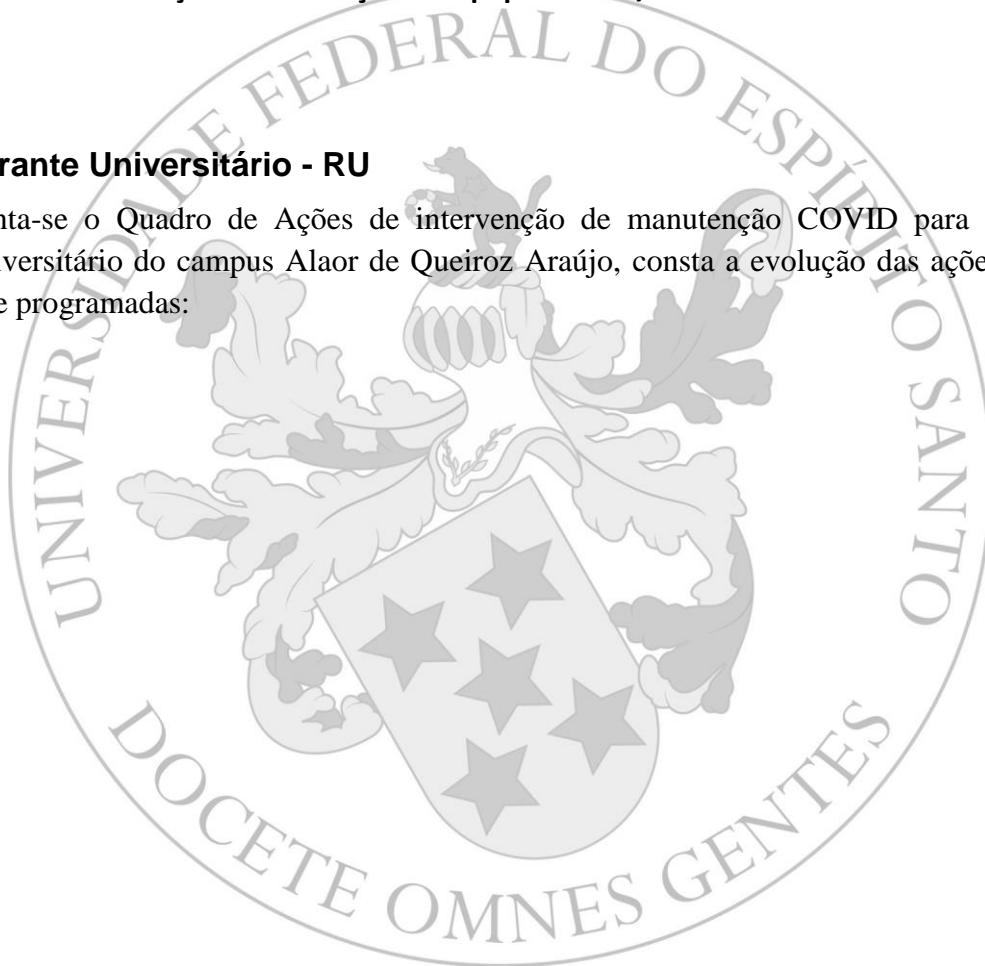 UNIVERSIDADE FEDERAL DO ESPÍRITO SANTO
rante Universitário - RU
nta-se o Quadro de Ações de intervenção de manutenção COVID para
iversitário do campus Alaor de Queiroz Araújo, consta a evolução das açõe
e programadas:
DOCETE OMNES GENTES